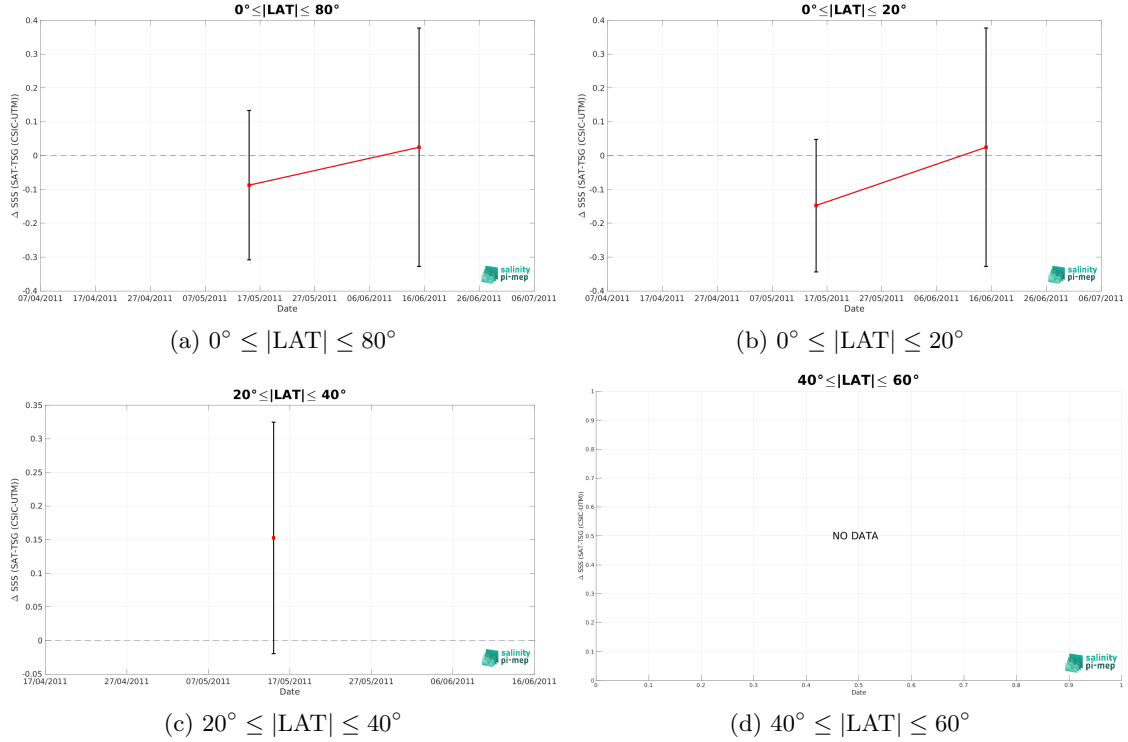 0°≤|LAT|≤ 80°
0.4
0.3
0.2
0.1
0
-0.1
-0.2
-0.3
-0.4
Δ SSS (SAT-TSG (CSIC-UTM))
07/04/2011 17/04/2011 27/04/2011 07/05/2011 17/05/2011 27/05/2011 06/06/2011 16/06/2011 26/06/2011 06/07/2011
Date
salinity
pi-mep
(a) 0° ≤ |LAT| ≤ 80°
0°≤|LAT|≤ 20°
0.4
0.3
0.2
0.1
0
-0.1
-0.2
-0.3
-0.4
Δ SSS (SAT-TSG (CSIC-UTM))
07/04/2011 17/04/2011 27/04/2011 07/05/2011 17/05/2011 27/05/2011 06/06/2011 16/06/2011 26/06/2011 06/07/2011
Date
salinity
pi-mep
(b) 0° ≤ |LAT| ≤ 20°
20°≤|LAT|≤ 40°
0.35
0.3
0.25
0.2
0.15
0.1
0.05
0
-0.05
Δ SSS (SAT-TSG (CSIC-UTM))
17/04/2011 27/04/2011 07/05/2011 17/05/2011 27/05/2011 06/06/2011 16/06/2011
Date
salinity
pi-mep
(c) 20° ≤ |LAT| ≤ 40°
40°≤|LAT|≤ 60°
1
0.9
0.8
0.7
0.6
0.5
0.4
0.3
0.2
0.1
0
Δ SSS (SAT-TSG (CSIC-UTM))
NO DATA
0 0.1 0.2 0.3 0.4 0.5 0.6 0.7 0.8 0.9 1
Date
salinity
pi-mep
(d) 40° ≤ |LAT| ≤ 60°